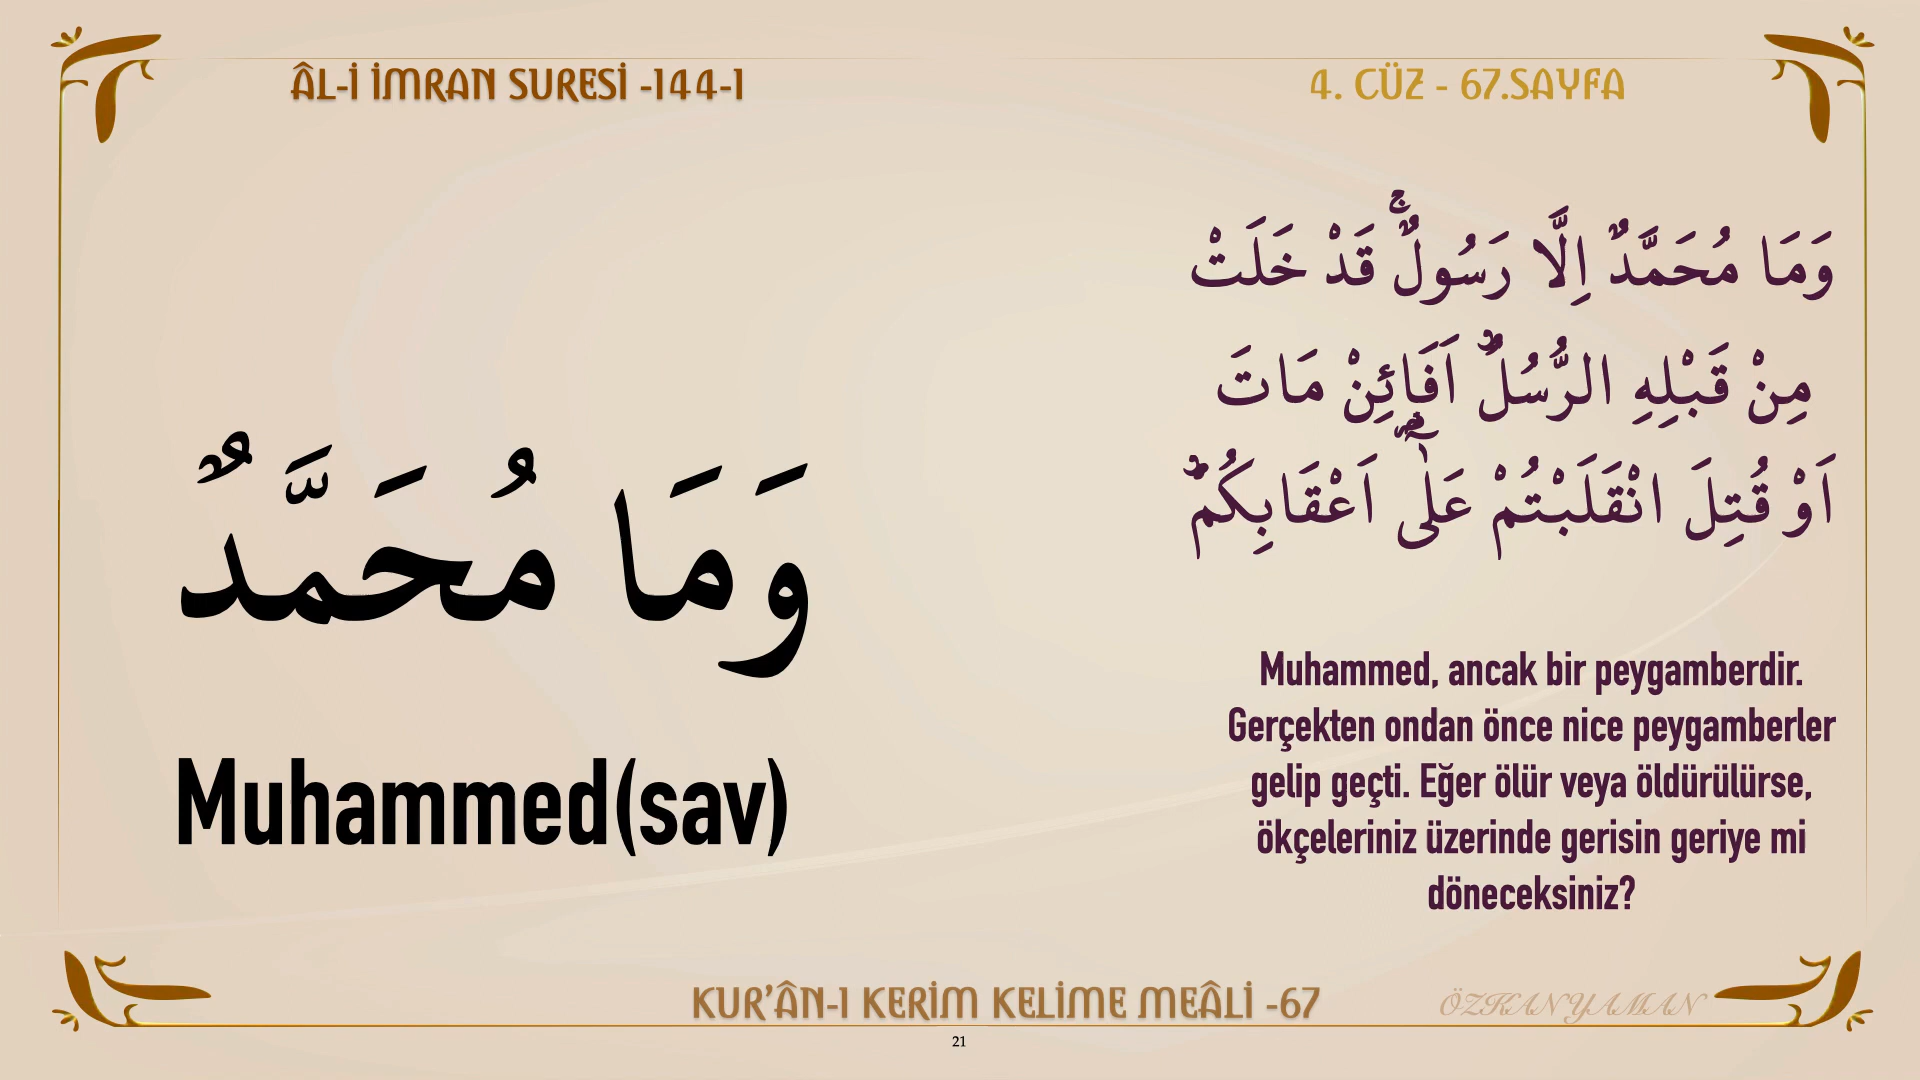 ÂL-İ İMRAN SURESİ -144-1
4. CÜZ - 67.SAYFA
وَمَا مُحَمَّدٌ اِلَّا رَسُولٌۚ قَدْ خَلَتْ
مِنْ قَبْلِهِ الرُّسُلُۜ اَفَا۬ئِنْ مَاتَ
اَوْ قُتِلَ انْقَلَبْتُمْ عَلٰٓى اَعْقَابِكُمْۜ
وَمَا مُحَمَّدٌ
Muhammed(sav)
Muhammed, ancak bir peygamberdir.
Gerçekten ondan önce nice peygamberler
gelip geçti. Eğer ölür veya öldürülürse,
ökçeleriniz üzerinde gerisin geriye mi
döneceksiniz?
KUR’ÂN-I KERİM KELİME MEÂLİ -67
ÖZKAN YAMAN
21